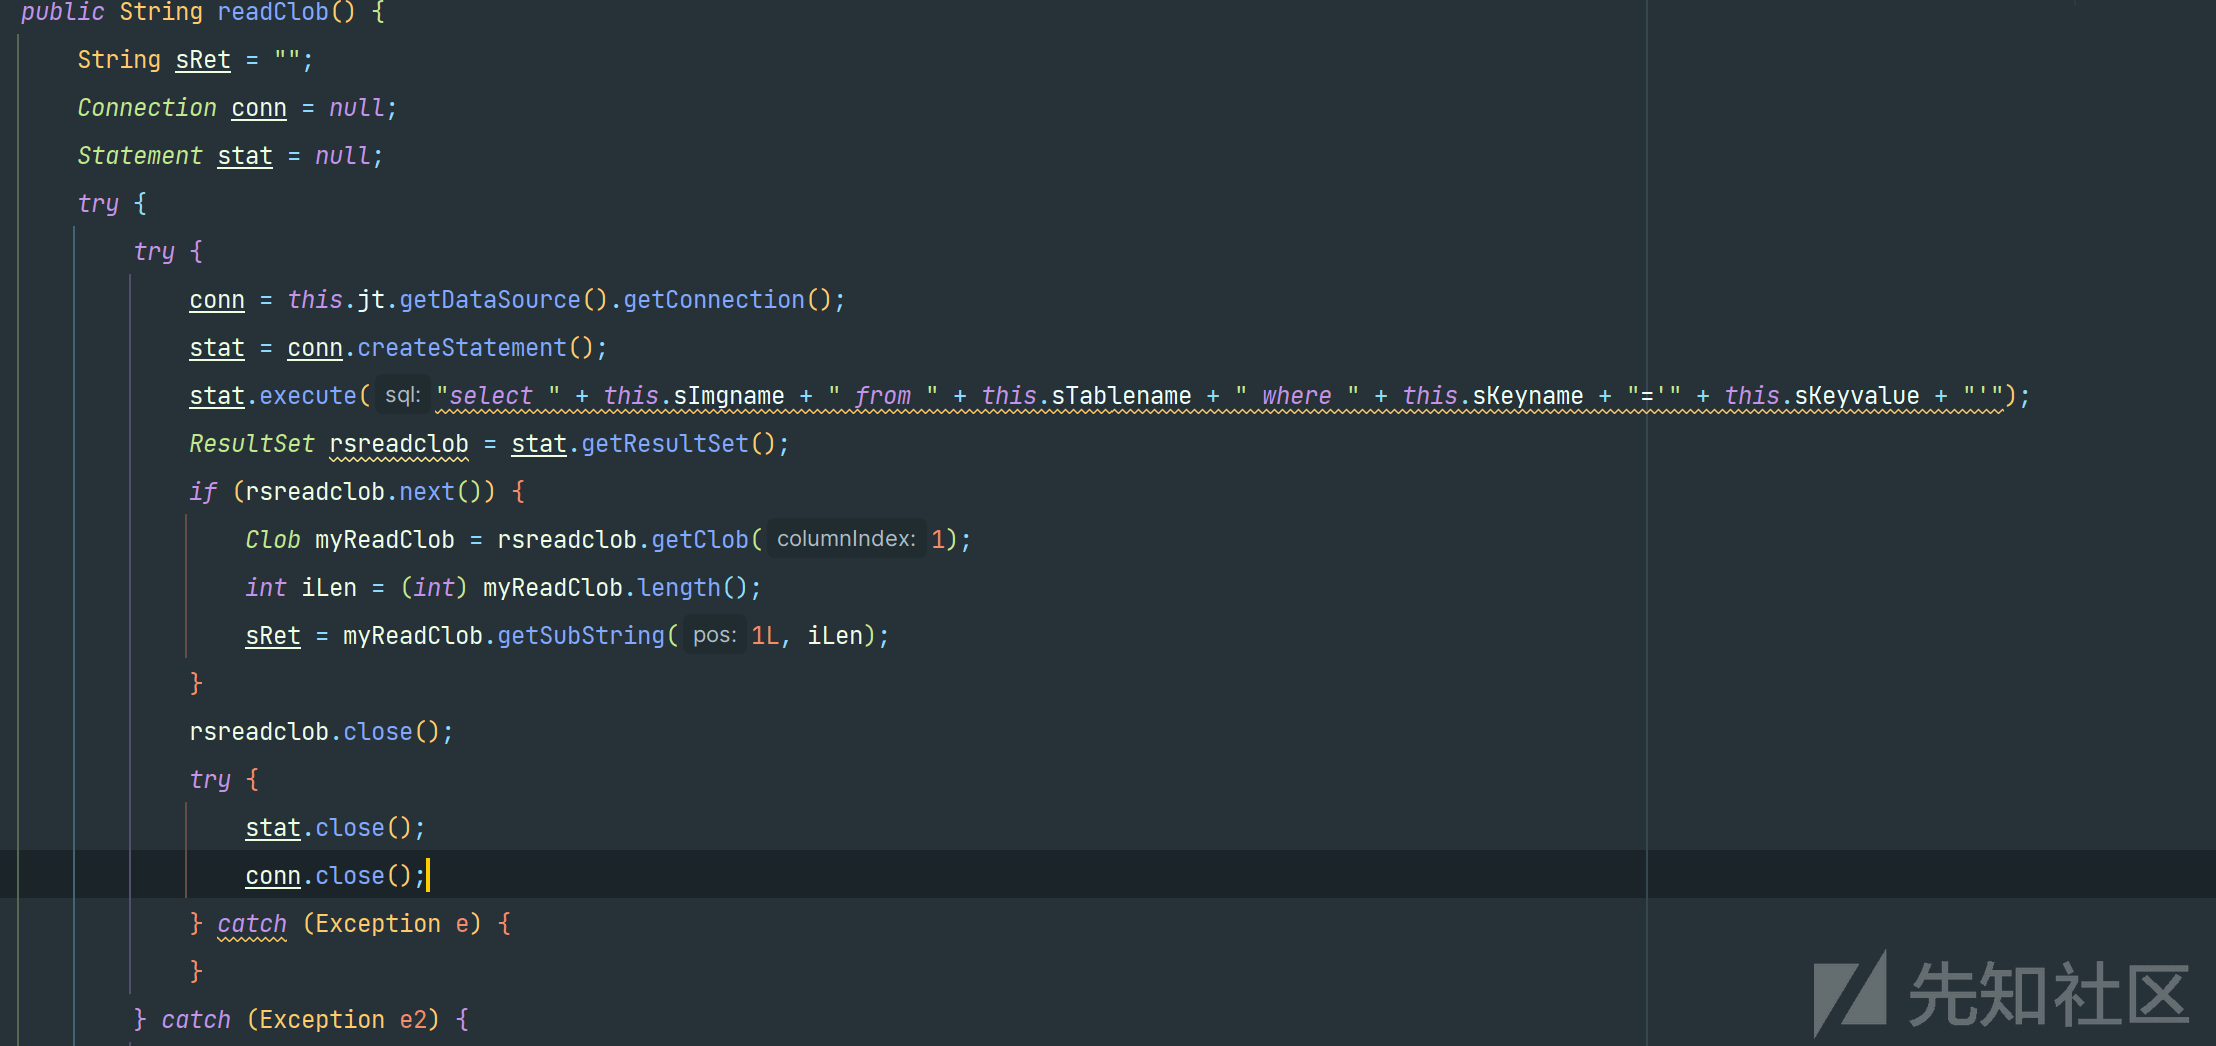 public String readClob() {
String sRet = "";
Connection conn = null;
Statement stat = null;
try {
try {
conn = this.jt.getDataSource().getConnection();
stat = conn.createStatement();
stat.execute( sql: "select " + this.sImgname + " from " + this.sTablename + " where " + this.sKeyname + "='" + this.sKeyvalue + "'");
ResultSet rsreadclob = stat.getResultSet();
if (rsreadclob.next()) {
Clob myReadClob = rsreadclob.getClob( columnIndex: 1);
int iLen = (int) myReadClob.length();
sRet = myReadClob.getSubString( pos: 1L, iLen);
}
rsreadclob.close();
try {
stat.close();
conn.close();
} catch (Exception e) {
}
} catch (Exception e2) {
先知社区